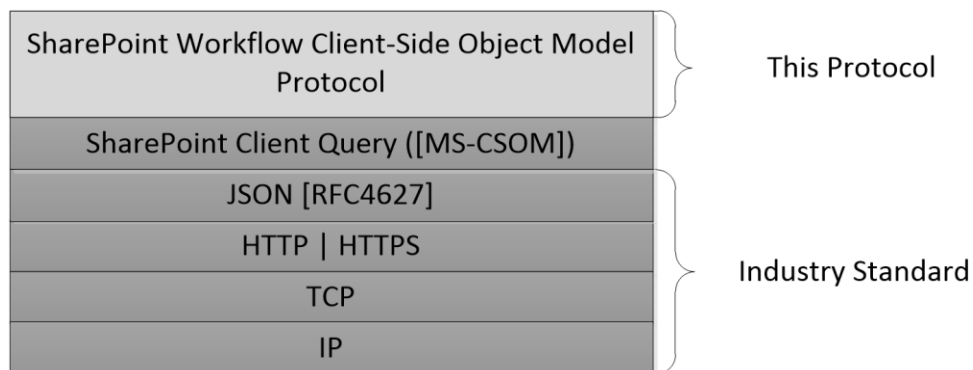 SharePoint Workflow Client-Side Object Model
Protocol
This Protocol
SharePoint Client Query ([MS-CSOM])
JSON [RFC4627]
HTTP | HTTPS
Industry Standard
TCP
IP